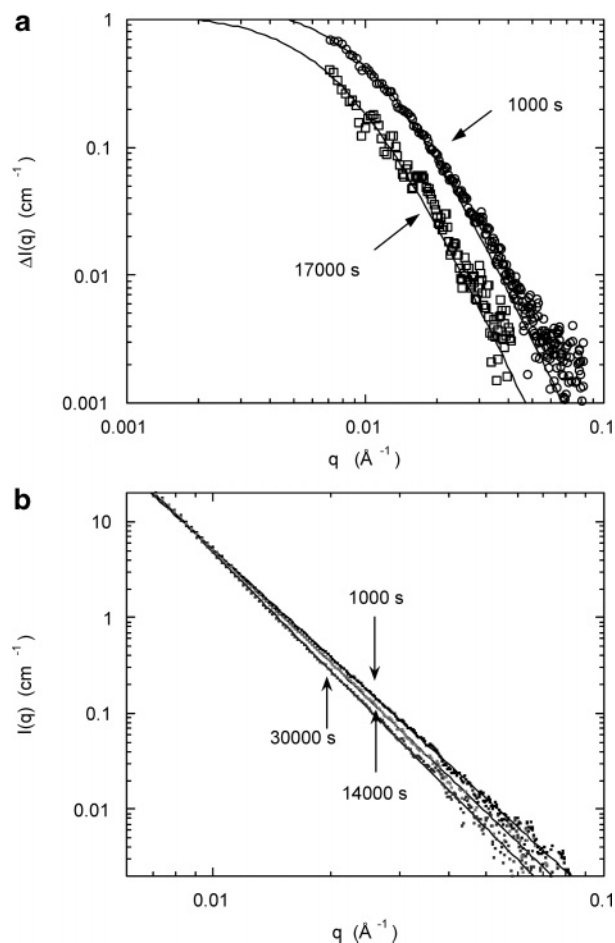 a
1
0.1
0.01
0.001
ΔI(q) (cm⁻¹)
1000 s
17000 s
0.001 0.01 0.1
q (Å⁻¹)
b
10
1
0.1
0.01
I(q) (cm⁻¹)
1000 s
30000 s
14000 s
0.01 0.1
q (Å⁻¹)